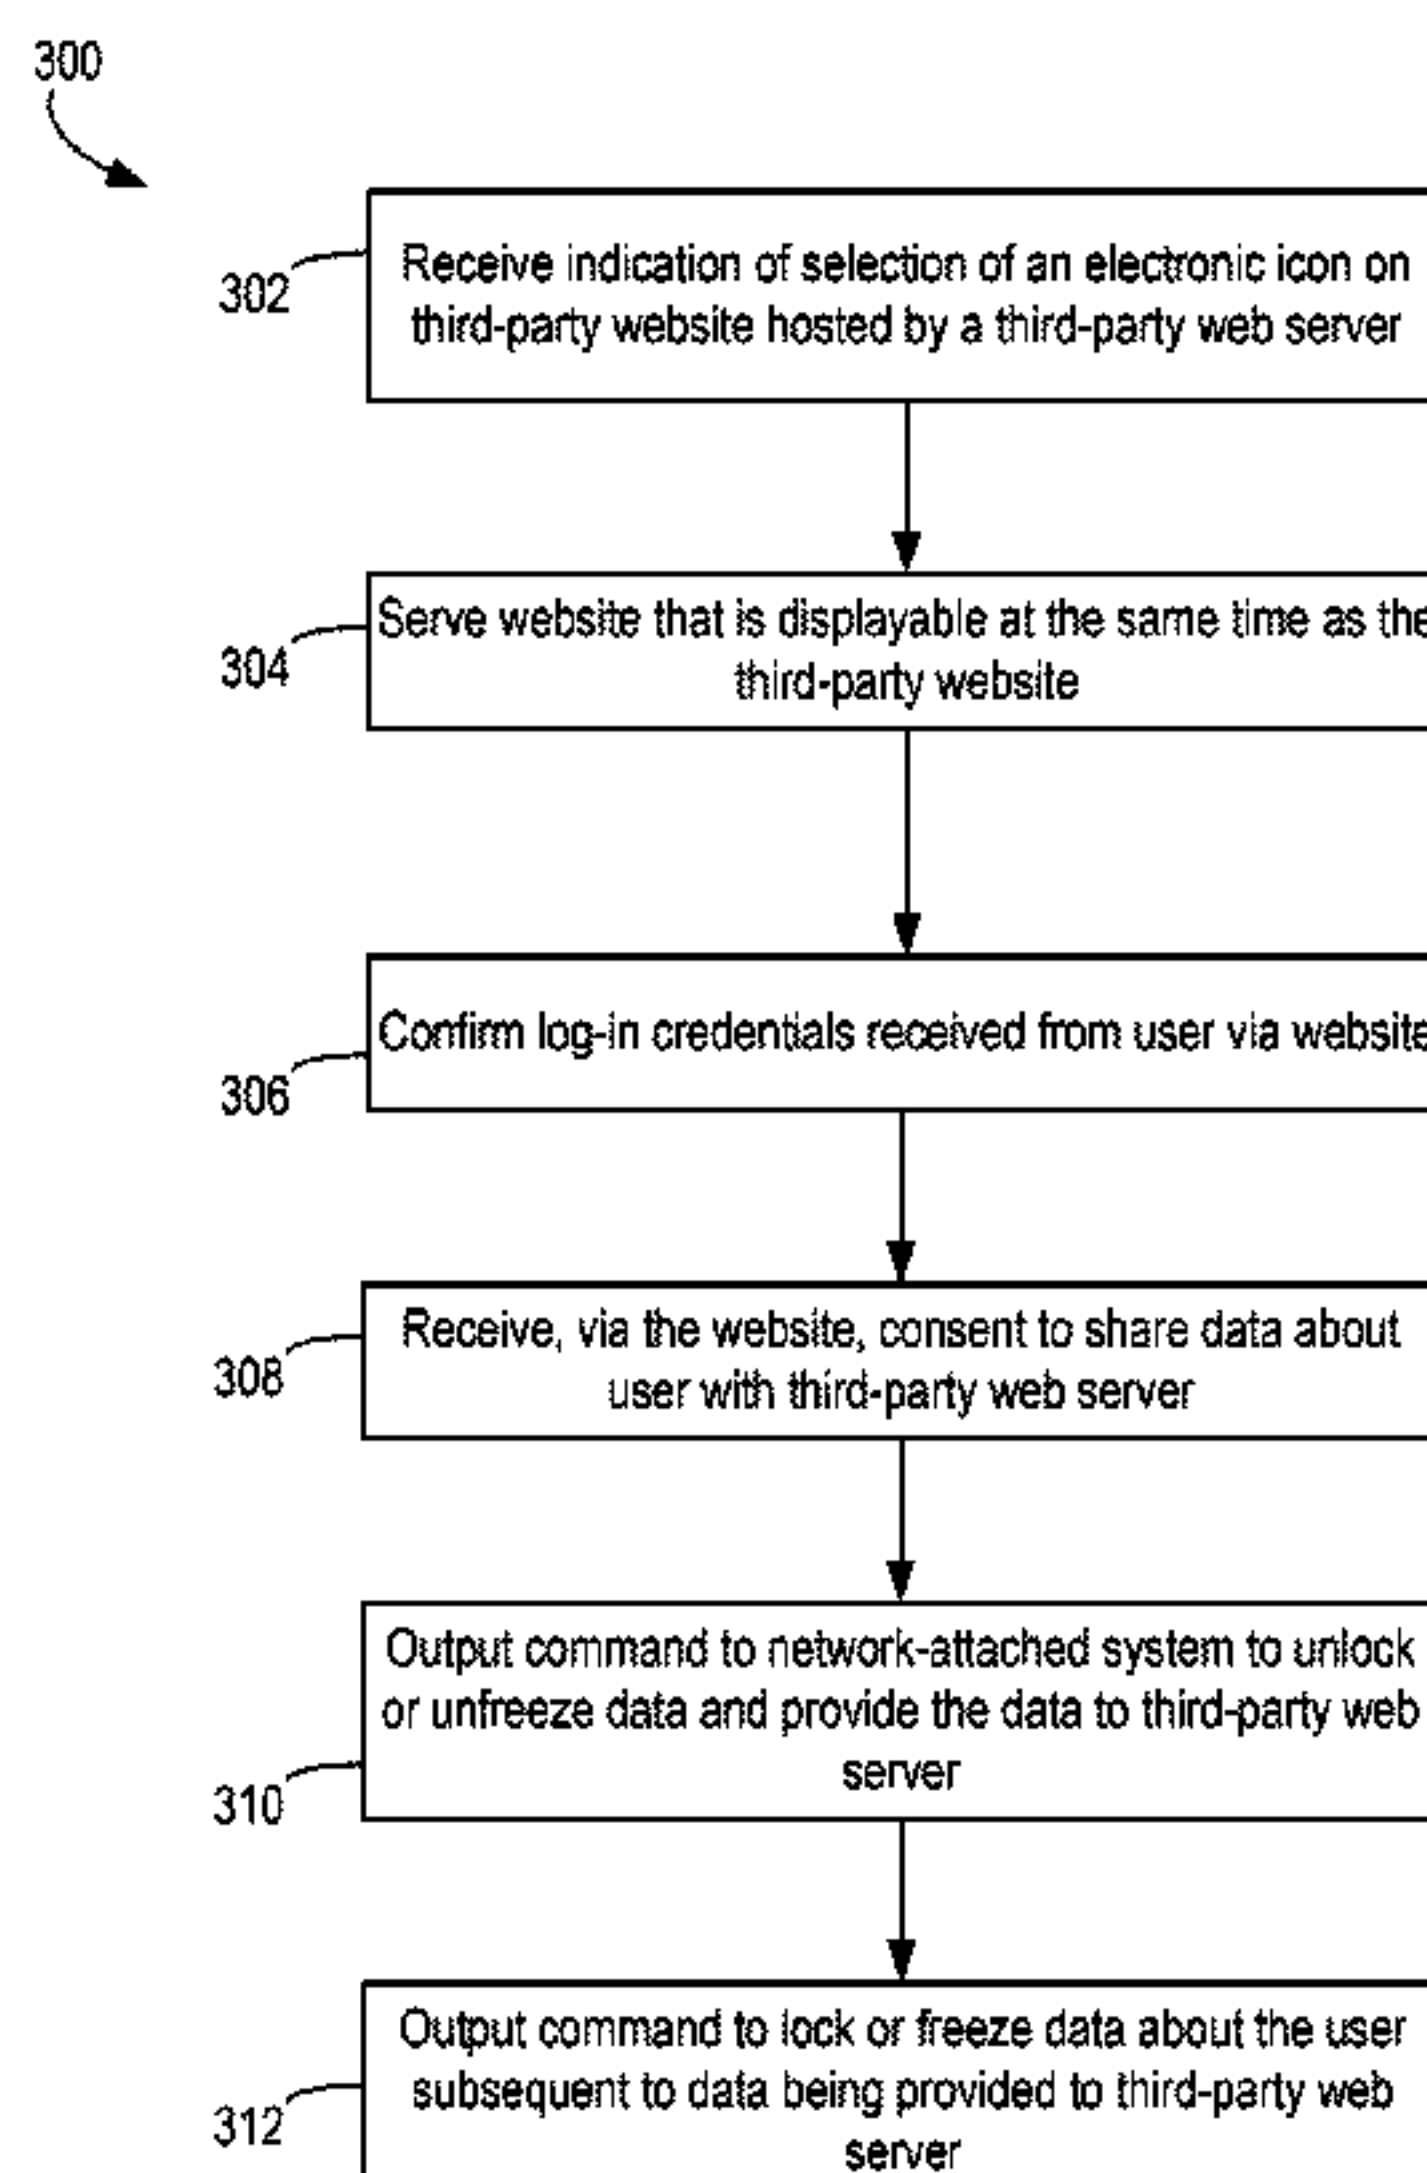 300
302
Receive indication of selection of an electronic icon on
third-party website hosted by a third-party web server
304
Serve website that is displayable at the same time as the
third-party website
306
Confirm log-in credentials received from user via website
308
Receive, via the website, consent to share data about
user with third-party web server
310
Output command to network-attached system to unlock
or unfreeze data and provide the data to third-party web
server
312
Output command to lock or freeze data about the user
subsequent to data being provided to third-party web
server